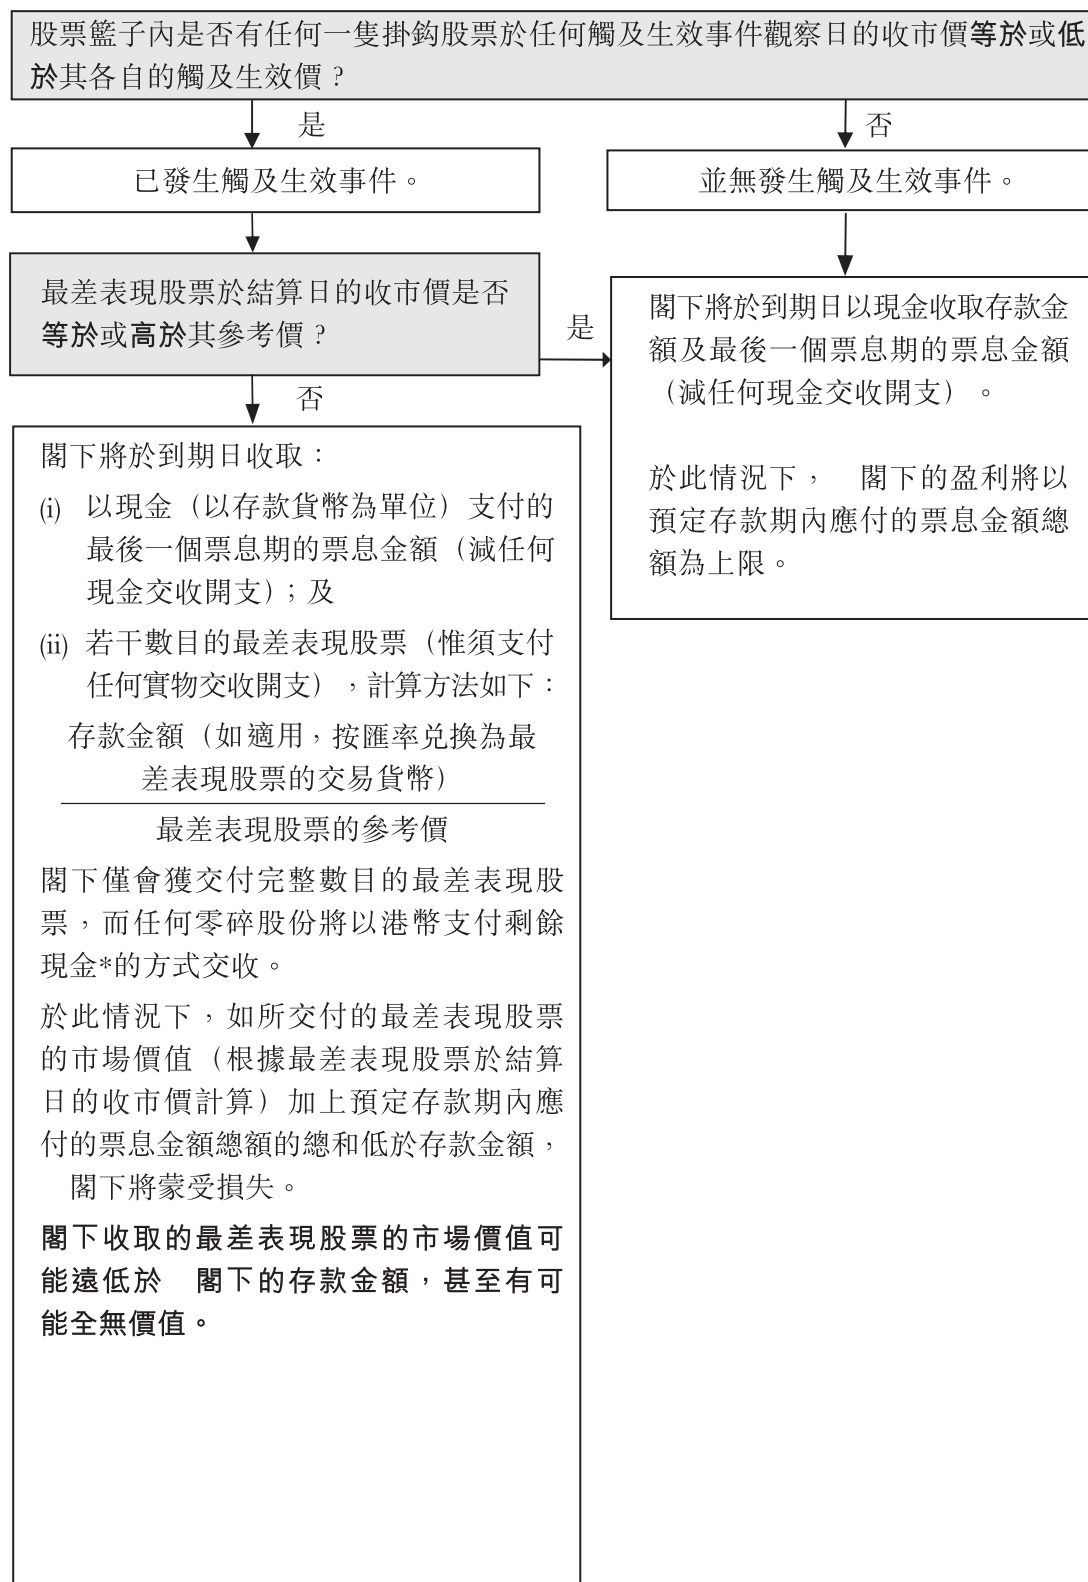 股票籃子內是否有任何一隻掛鈎股票於任何觸及生效事件觀察日的收市價等於或低
於其各自的觸及生效價？
是
否
已發生觸及生效事件。
並無發生觸及生效事件。
最差表現股票於結算日的收市價是否
等於或高於其參考價？
是
否
閣下將於到期日以現金收取存款金
額及最後一個票息期的票息金額
（減任何現金交收開支）。
於此情況下，　閣下的盈利將以
預定存款期內應付的票息金額總
額為上限。
閣下將於到期日收取：
(i) 以現金（以存款貨幣為單位）支付的
最後一個票息期的票息金額（減任何
現金交收開支）；及
(ii) 若干數目的最差表現股票（惟須支付
任何實物交收開支），計算方法如下：
存款金額（如適用，按匯率兑換為最
差表現股票的交易貨幣）
最差表現股票的參考價
閣下僅會獲交付完整數目的最差表現股
票，而任何零碎股份將以港幣支付剩餘
現金*的方式交收。
於此情況下，如所交付的最差表現股票
的市場價值（根據最差表現股票於結算
日的收市價計算）加上預定存款期內應
付的票息金額總額的總和低於存款金額，
閣下將蒙受損失。
閣下收取的最差表現股票的市場價值可
能遠低於　閣下的存款金額，甚至有可
能全無價值。